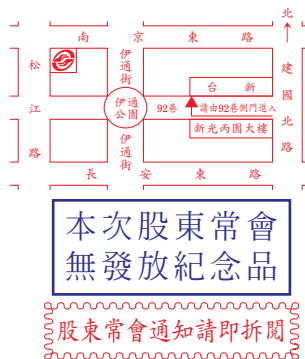 北
南京東路
松江路
伊通街
建國北路
台新
伊通
公園
92巷
請由92巷側門進入
新光丙園大樓
伊通街
長安東路
本次股東常會
無發放紀念品
股東常會通知請即拆閱